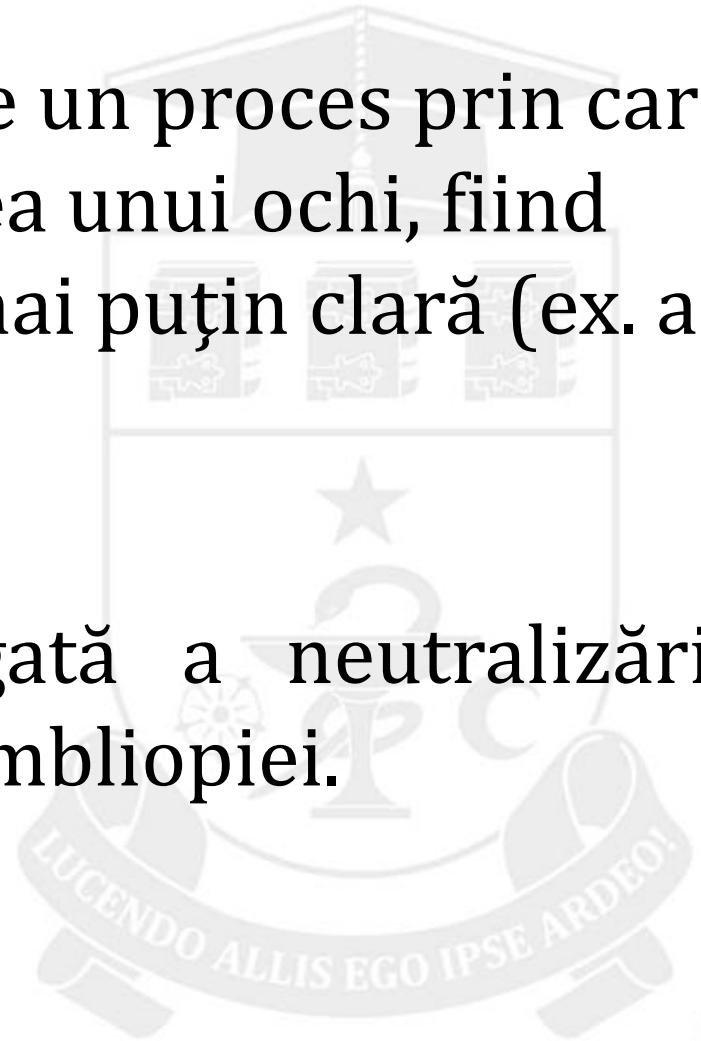 e un proces prin car
ea unui ochi, fiind
nai puţin clară (ex. a
gată a neutralizări
mbliopiei.
LUCENDO ALLIS EGO IPSE ARDEO!